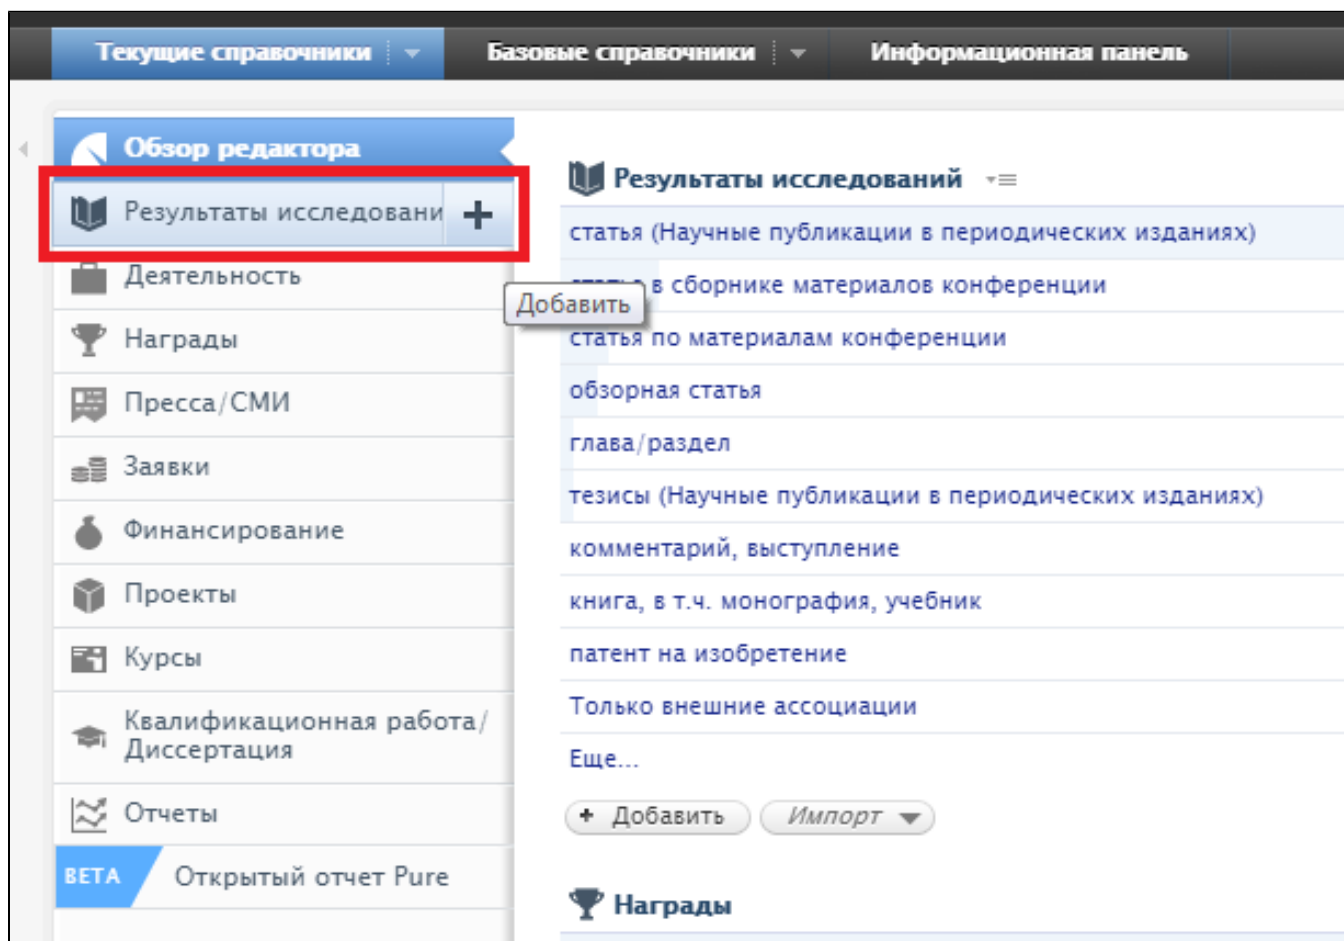 Текущие справочники
Базовые справочники
Информационная панель
Обзор редактора
Результаты исследовани
Деятельность
Награды
Пресса/СМИ
Заявки
Финансирование
Проекты
Курсы
Квалификационная работа/
Диссертация
Отчеты
BETA Открытый отчет Pure
Добавить
Результаты исследований
статья (Научные публикации в периодических изданиях)
в сборнике материалов конференции
статья по материалам конференции
обзорная статья
глава/раздел
тезисы (Научные публикации в периодических изданиях)
комментарий, выступление
книга, в т.ч. монография, учебник
патент на изобретение
Только внешние ассоциации
Еще...
+ Добавить
Импорт
Награды